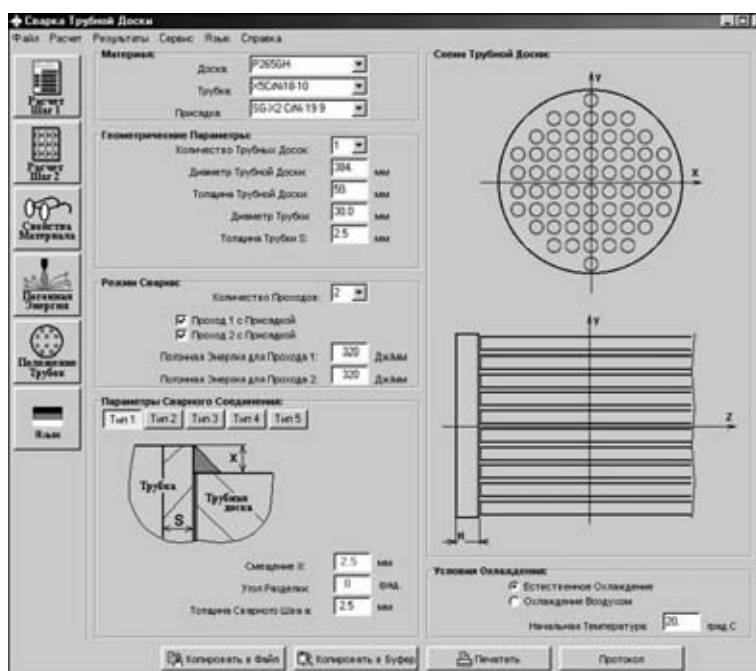 Сварка Трубной Доски
Файл Расчет Результаты Сервис Язык Справка
Расчет Шаг 1
Расчет Шаг 2
Свойства Материала
Погонная Энергия
Положение Трубок
Язык
Материал:
Доска: P265GH
Трубка: X5CrNi18-10
Присадка: SG-X2 CrNi 19 9
Геометрические Параметры:
Количество Трубных Досок: 1
Диаметр Трубной Доски: 384. мм
Толщина Трубной Доски: 50. мм
Диаметр Трубки: 30.0 мм
Толщина Трубки S: 2.5 мм
Режим Сварки:
Количество Проходов: 2
Проход 1 с Присадкой
Проход 2 с Присадкой
Погонная Энергия для Прохода 1: 320 Дж/мм
Погонная Энергия для Прохода 2: 320 Дж/мм
Параметры Сварного Соединения:
Тип 1 Тип 2 Тип 3 Тип 4 Тип 5
X
Трубка
Трубная доска
S
Смещение X: 2.5 мм
Угол Разделки: 0 град.
Толщина Сварного Шва a: 2.5 мм
Схема Трубной Доски:
Y
X
Y
Z
H
Условия Охлаждения:
Естественное Охлаждение
Охлаждение Воздухом
Начальная Температура: 20. град.C
Копировать в Файл Копировать в Буфер Печатать Протокол